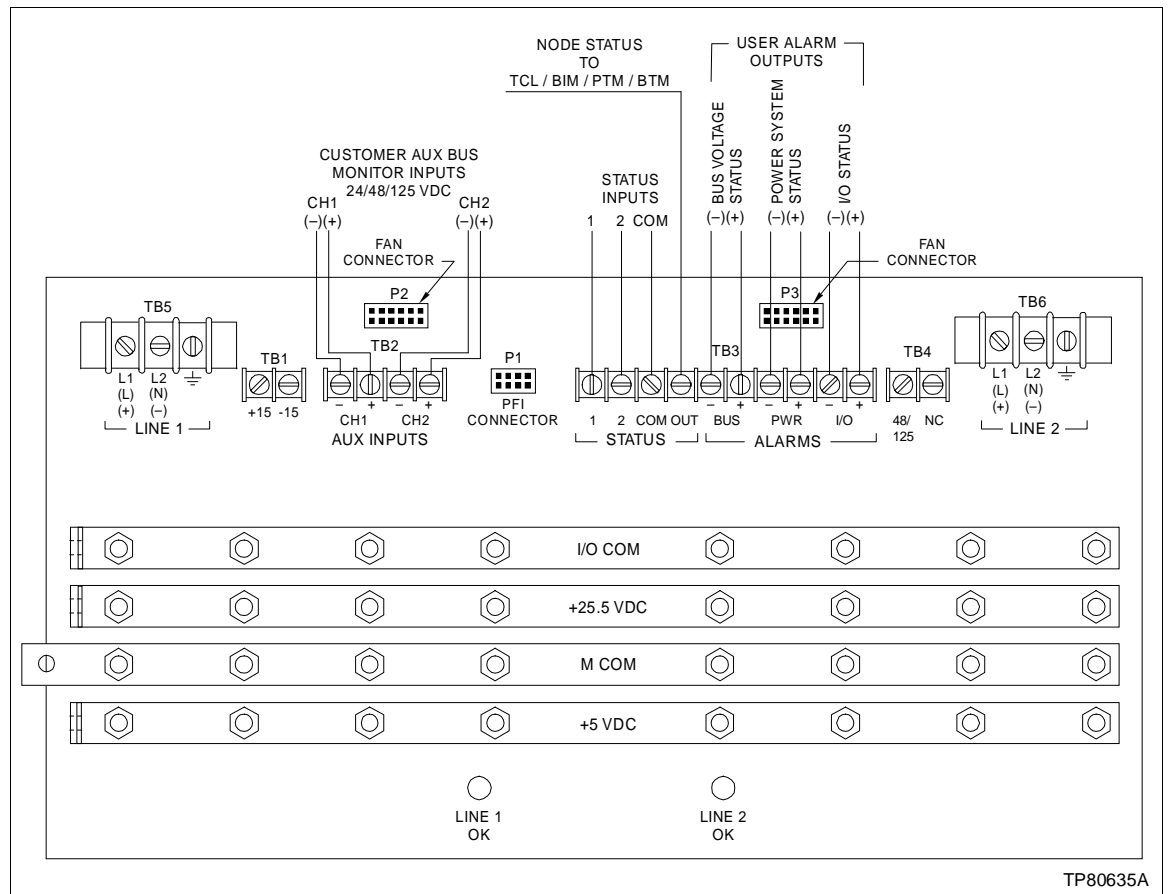 NODE STATUS
TO
TCL / BIM / PTM / BTM
USER ALARM
OUTPUTS
BUS VOLTAGE
STATUS
POWER SYSTEM
STATUS
I/O STATUS
CUSTOMER AUX BUS
MONITOR INPUTS
24/48/125 VDC
CH1
(–)(+)
CH2
(–)(+)
STATUS
INPUTS
1 2 COM
(–)(+)
(–)(+)
(–)(+)
FAN
CONNECTOR
FAN
CONNECTOR
P2
P3
TB5
TB6
TB1
TB2
P1
TB3
TB4
L1
(L)
(+)
L2
(N)
(–)
LINE 1
+15 -15
– + – +
CH1 CH2
AUX INPUTS
PFI
CONNECTOR
1 2 COM OUT
STATUS
– + – + – +
BUS PWR I/O
ALARMS
48/
125
NC
L1
(L)
(+)
L2
(N)
(–)
LINE 2
I/O COM
+25.5 VDC
M COM
+5 VDC
LINE 1
OK
LINE 2
OK
TP80635A